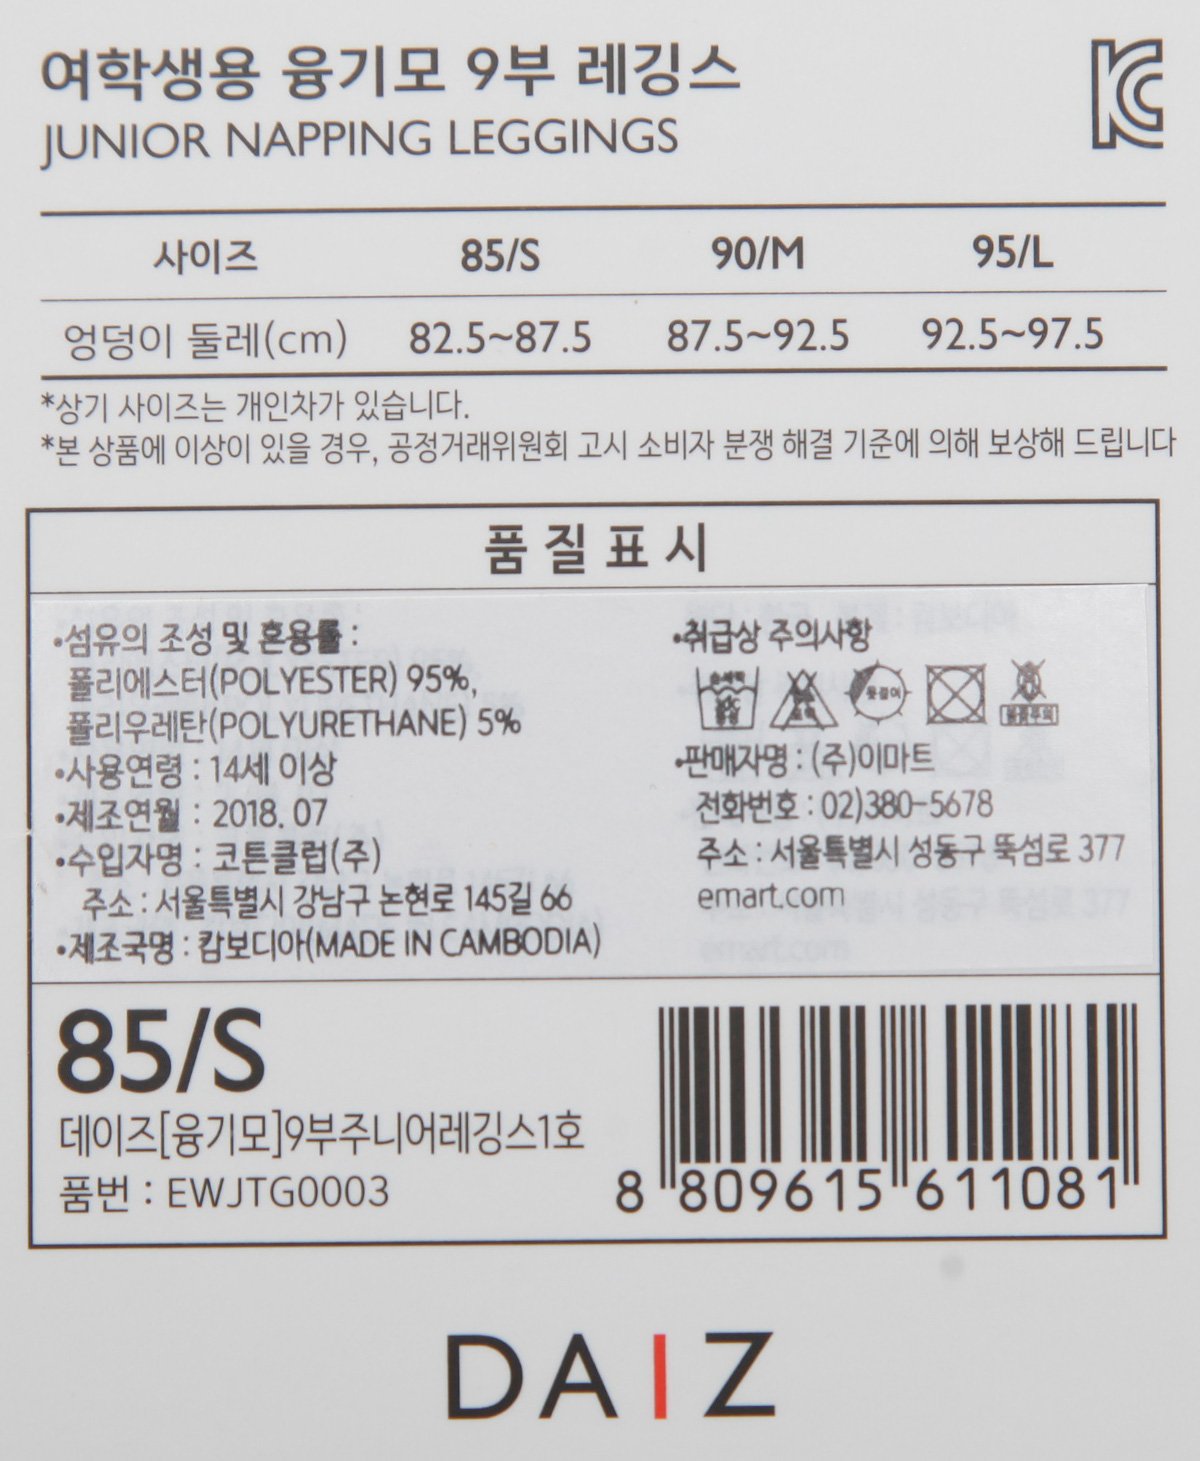 여학생용 융기모 9부 레깅스
JUNIOR NAPPING LEGGINGS
사이즈 85/S 90/M 95/L
엉덩이 둘레(cm) 82.5~87.5 87.5~92.5 92.5~97.5
*상기 사이즈는 개인차가 있습니다.
*본 상품에 이상이 있을 경우, 공정거래위원회 고시 소비자 분쟁 해결 기준에 의해 보상해 드립니다
품질표시
•섬유의 조성 및 혼용률 :
폴리에스터(POLYESTER) 95%,
폴리우레탄(POLYURETHANE) 5%
•사용연령 : 14세 이상
•제조연월 : 2018. 07
•수입자명 : 코튼클럽(주)
주소 : 서울특별시 강남구 논현로 145길 66
•제조국명 : 캄보디아(MADE IN CAMBODIA)
•취급상 주의사항
손세탁 중성
뜻걸이
•판매자명 : (주)이마트
전화번호 : 02)380-5678
주소 : 서울특별시 성동구 뚝섬로 377
emart.com
85/S
데이즈[융기모]9부주니어레깅스1호
품번 : EWJTG0003
8 809615 611081
DAIZ